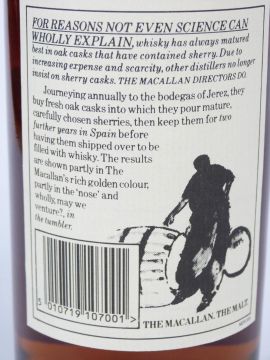 FOR REASONS NOT EVEN SCIENCE CAN
WHOLLY EXPLAIN, whisky has always matured
best in oak casks that have contained sherry. Due to
increasing expense and scarcity, other distillers no longer
insist on sherry casks. THE MACALLAN DIRECTORS DO.
Journeying annually to the bodegas of Jerez, they
buy fresh oak casks into which they pour mature,
carefully chosen sherries, then keep them for two
further years in Spain before
having them shipped over to be
filled with whisky. The results
are shown partly in The
Macallan's rich golden colour,
partly in the 'nose' and
wholly, may we
venture?, in
the tumbler.
5 010719 107001 >
THE MACALLAN. THE MALT.